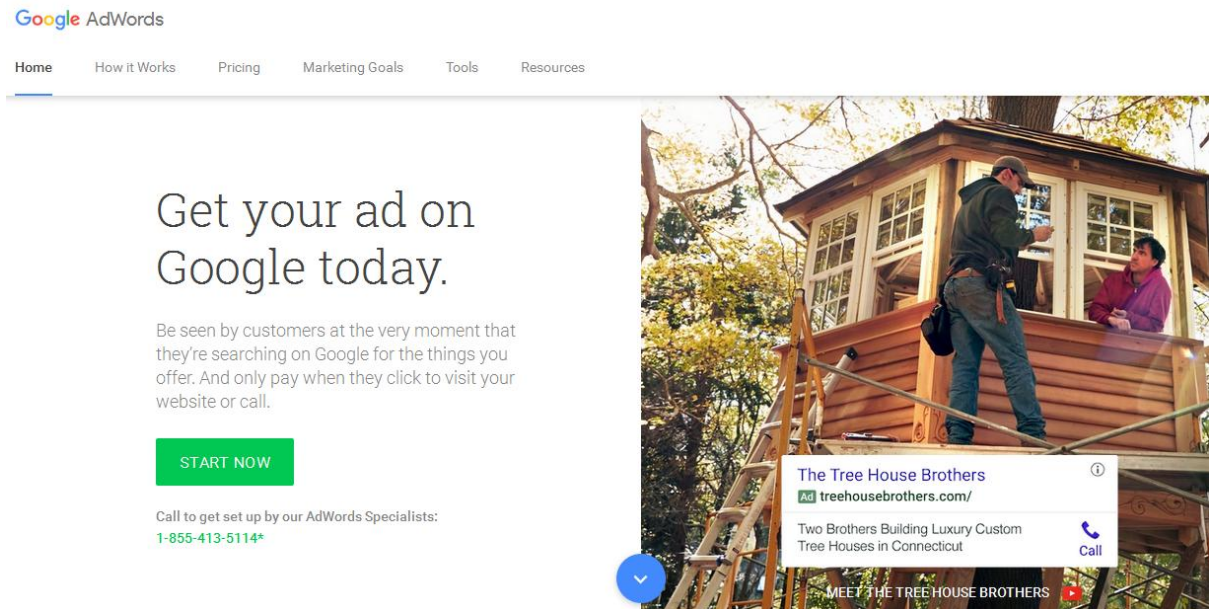 Google AdWords
Home How it Works Pricing Marketing Goals Tools Resources
Get your ad on
Google today.
Be seen by customers at the very moment that
they're searching on Google for the things you
offer. And only pay when they click to visit your
website or call.
START NOW
Call to get set up by our AdWords Specialists:
1-855-413-5114*
The Tree House Brothers
Ad treehousebrothers.com/
Two Brothers Building Luxury Custom
Tree Houses in Connecticut
Call
MEET THE TREE HOUSE BROTHERS